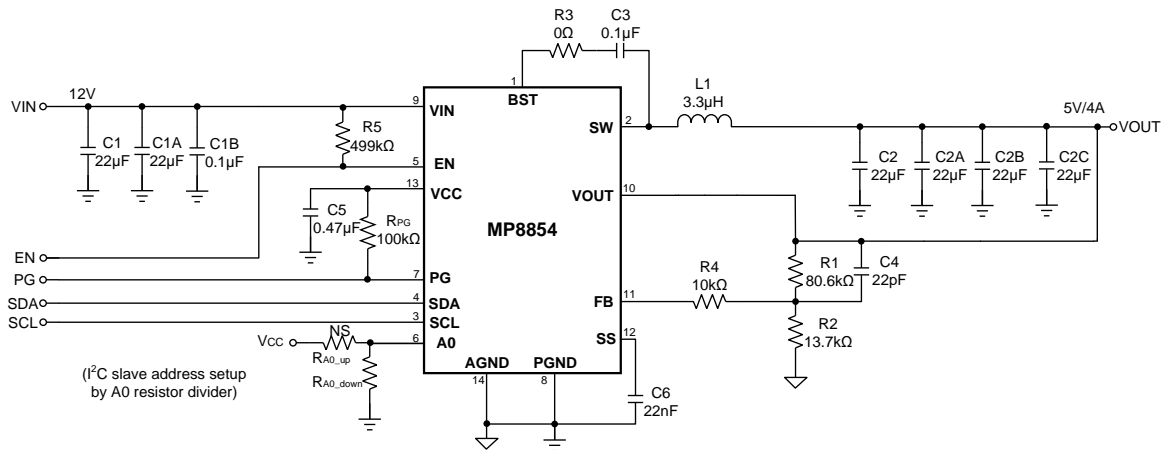 R3
0Ω
C3
0.1μF
1
BST
L1
3.3μH
12V
VIN
9
VIN
SW
2
5V/4A
VOUT
C1
22μF
C1A
22μF
C1B
0.1μF
R5
499kΩ
5
EN
C2
22μF
C2A
22μF
C2B
22μF
C2C
22μF
13
VCC
VOUT
10
C5
0.47μF
RPG
100kΩ
MP8854
EN
PG
7
PG
R1
80.6kΩ
C4
22pF
R4
10kΩ
FB
11
SDA
4
SDA
SCL
3
SCL
R2
13.7kΩ
SS
12
VCC
NS
6
A0
RA0_up
RA0_down
(I²C slave address setup
by A0 resistor divider)
AGND
14
PGND
8
C6
22nF